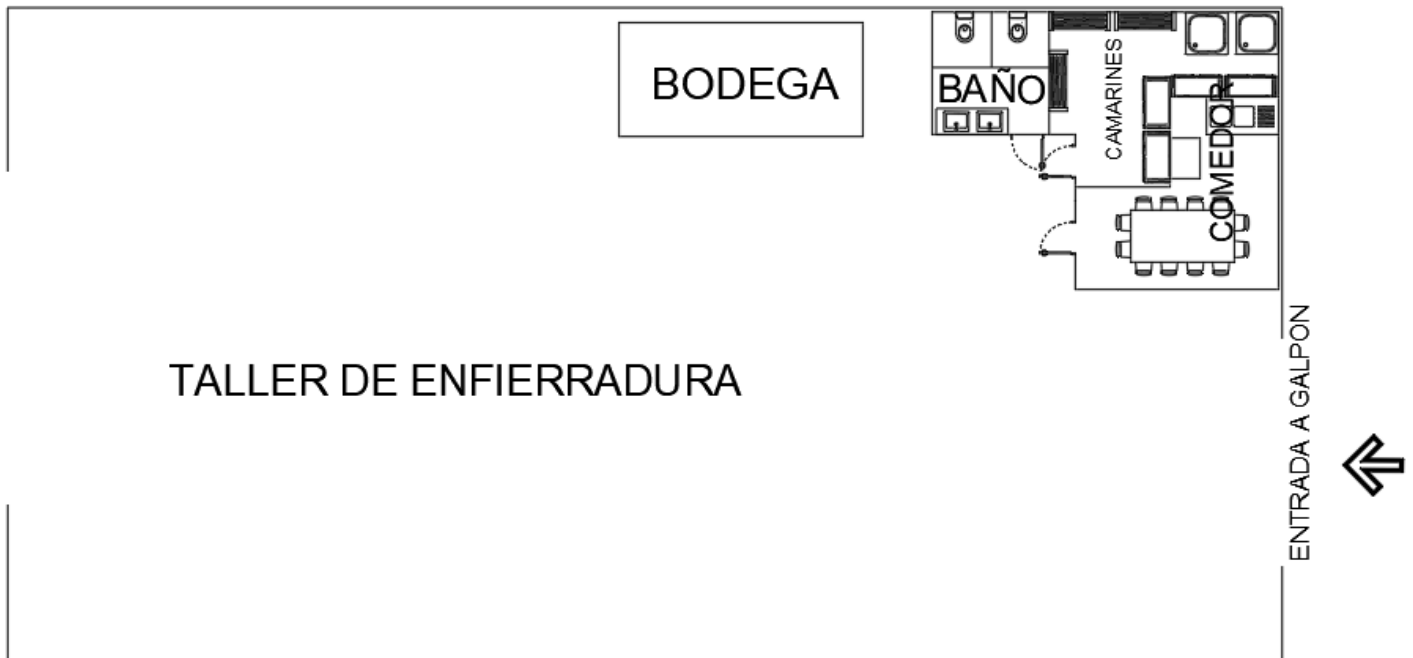 BODEGA
BAÑO
CAMARINES
COMEDOR
TALLER DE ENFIERRADURA
ENTRADA A GALPON